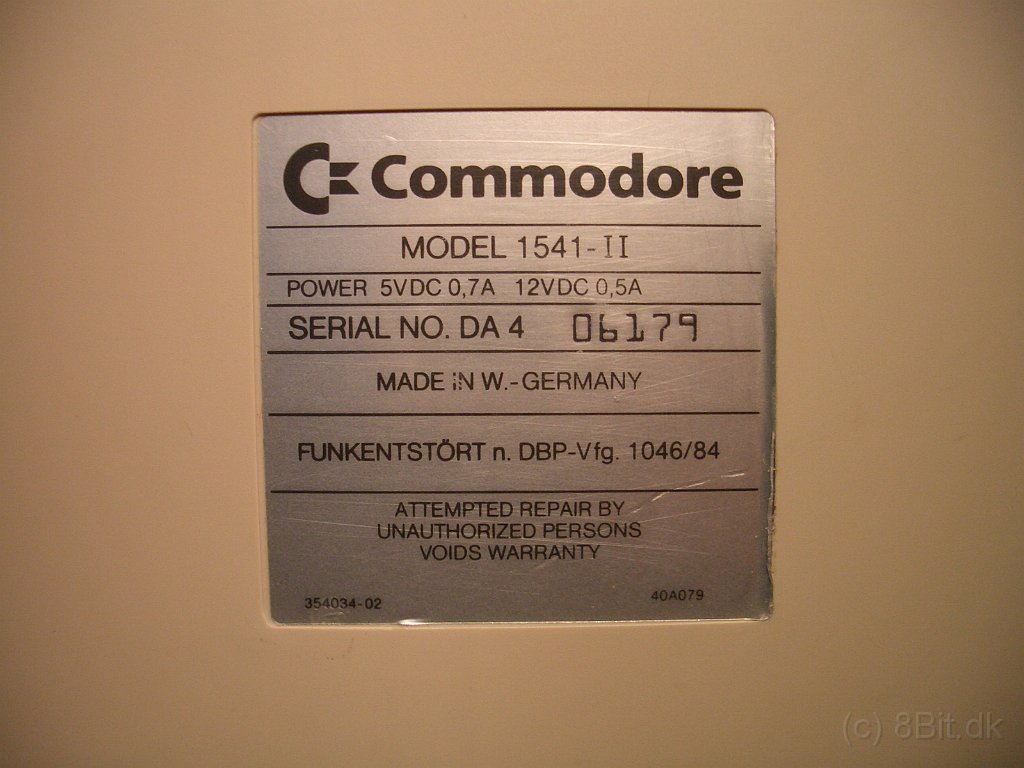 Commodore
MODEL 1541-II
POWER 5VDC 0,7A 12VDC 0,5A
SERIAL NO. DA 4 06179
MADE IN W.-GERMANY
FUNKENTSTÖRT n. DBP-Vfg. 1046/84
ATTEMPTED REPAIR BY
UNAUTHORIZED PERSONS
VOIDS WARRANTY
354034-02 40A079
(c) 8Bit.dk